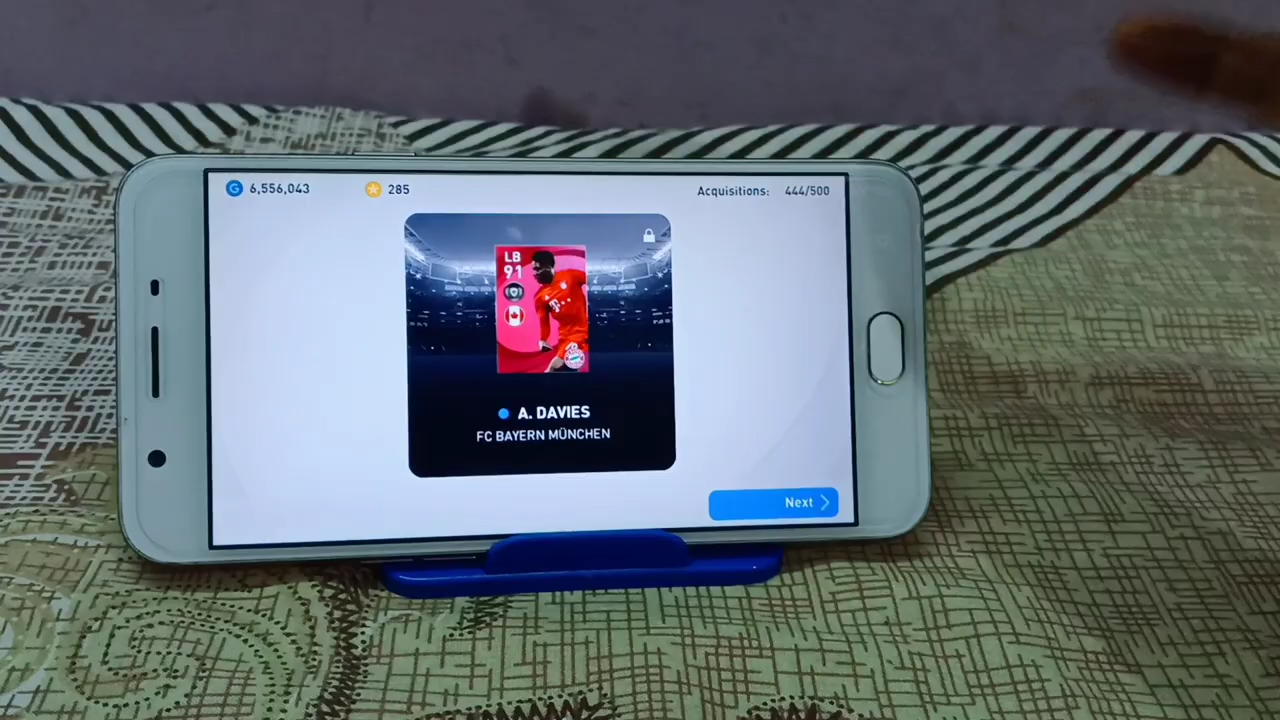 6,556,043
285
Acquisitions: 444/500
LB
91
T
A. DAVIES
FC BAYERN MÜNCHEN
Next